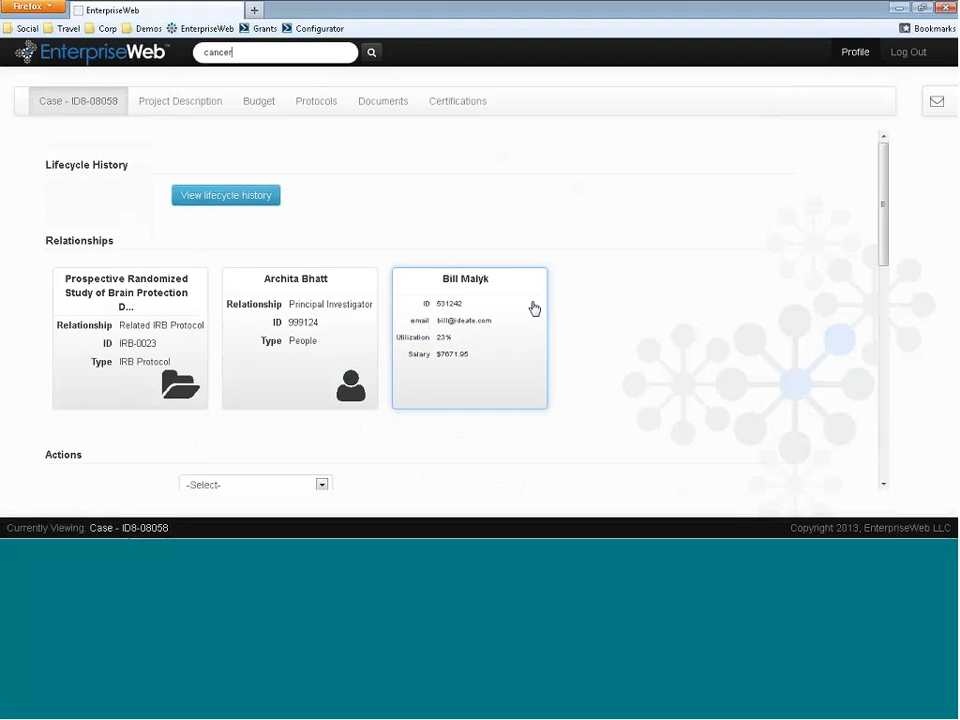 Firefox
EnterpriseWeb
+
Social Travel Corp Demos EnterpriseWeb Grants Configurator Bookmarks
EnterpriseWeb™
cancer
Profile Log Out
Case - ID8-08058 Project Description Budget Protocols Documents Certifications
Lifecycle History
View lifecycle history
Relationships
Prospective Randomized
Study of Brain Protection
D...
Relationship Related IRB Protocol
ID IRB-0023
Type IRB Protocol
Archita Bhatt
Relationship Principal Investigator
ID 999124
Type People
Bill Malyk
ID 531242
email bill@ideate.com
Utilization 23%
Salary $7671.95
Actions
-Select-
Currently Viewing: Case - ID8-08058
Copyright 2013, EnterpriseWeb LLC